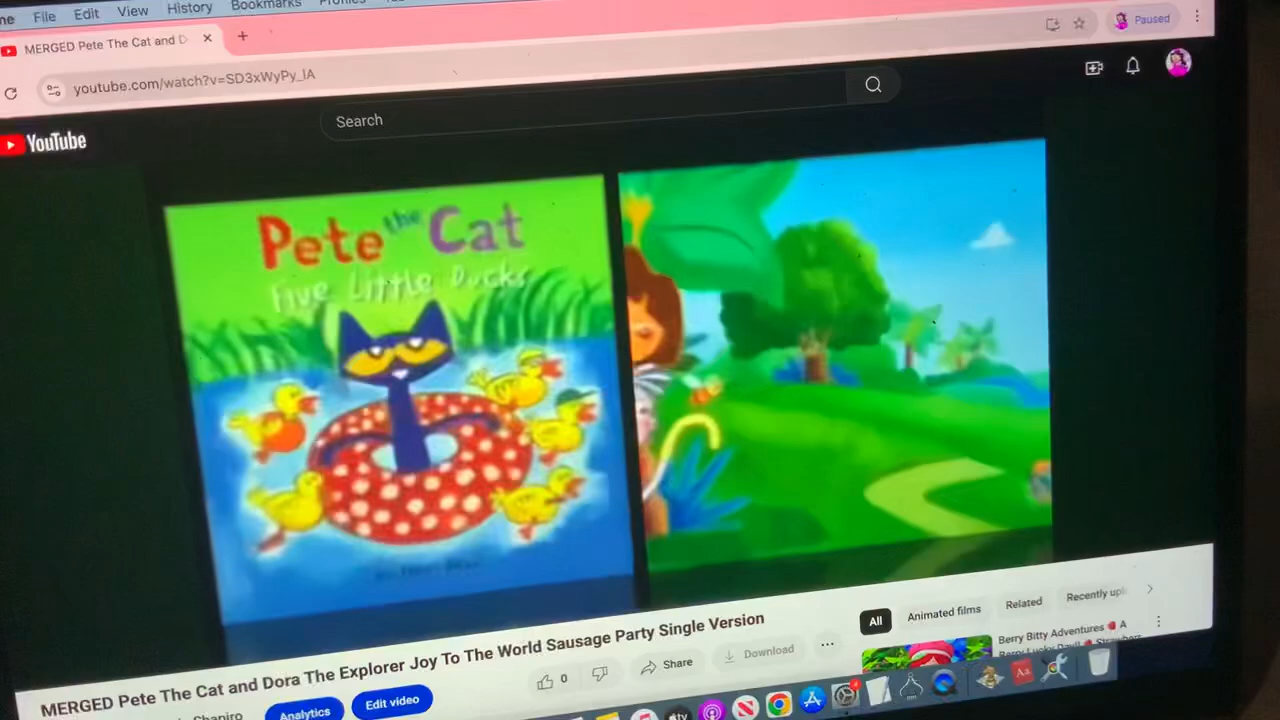 File Edit View History Bookmarks
MERGED Pete The Cat and D
youtube.com/watch?v=SD3xWyPy_lA
Paused
YouTube
Search
Pete the Cat
Five Little Ducks
MERGED Pete The Cat and Dora The Explorer Joy To The World Sausage Party Single Version
Analytics
Edit video
0
Share
Download
All
Animated films
Related
Recently upl
Berry Bitty Adventures A